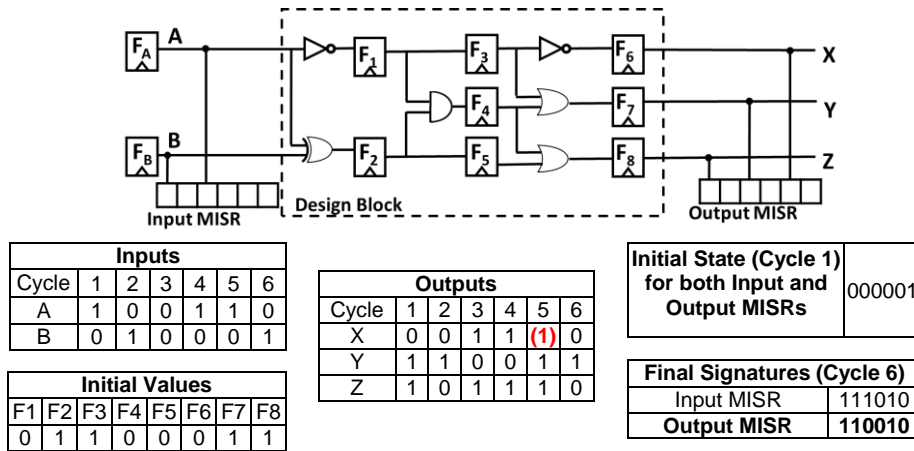 F_A A F_1 F_3 F_6 X
F_4 F_7 Y
F_B B F_2 F_5 F_8 Z
Design Block
Input MISR
Output MISR
Inputs
Cycle 1 2 3 4 5 6
A 1 0 0 1 1 0
B 0 1 0 0 0 1
Initial Values
F1 F2 F3 F4 F5 F6 F7 F8
0 1 1 0 0 0 1 1
Outputs
Cycle 1 2 3 4 5 6
X 0 0 1 1 (1) 0
Y 1 1 0 0 1 1
Z 1 0 1 1 1 0
Initial State (Cycle 1)
for both Input and
Output MISRs
000001
Final Signatures (Cycle 6)
Input MISR 111010
Output MISR 110010